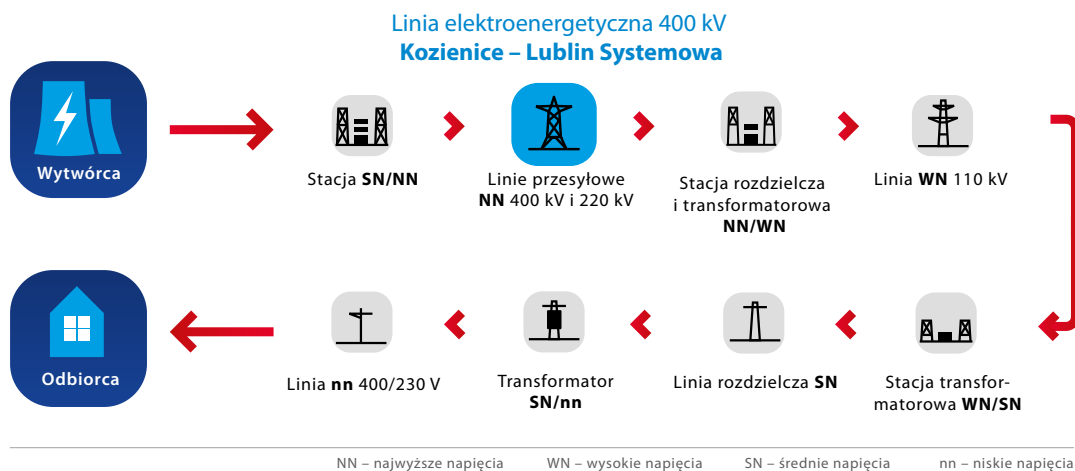 Linia elektroenergetyczna 400 kV
Kozienice – Lublin Systemowa
Wytwórca
Stacja SN/NN
Linie przesyłowe
NN 400 kV i 220 kV
Stacja rozdzielcza
i transformatorowa
NN/WN
Linia WN 110 kV
Odbiorca
Linia nn 400/230 V
Transformator
SN/nn
Linia rozdzielcza SN
Stacja transfor-
matorowa WN/SN
NN – najwyższe napięcia
WN – wysokie napięcia
SN – średnie napięcia
nn – niskie napięcia